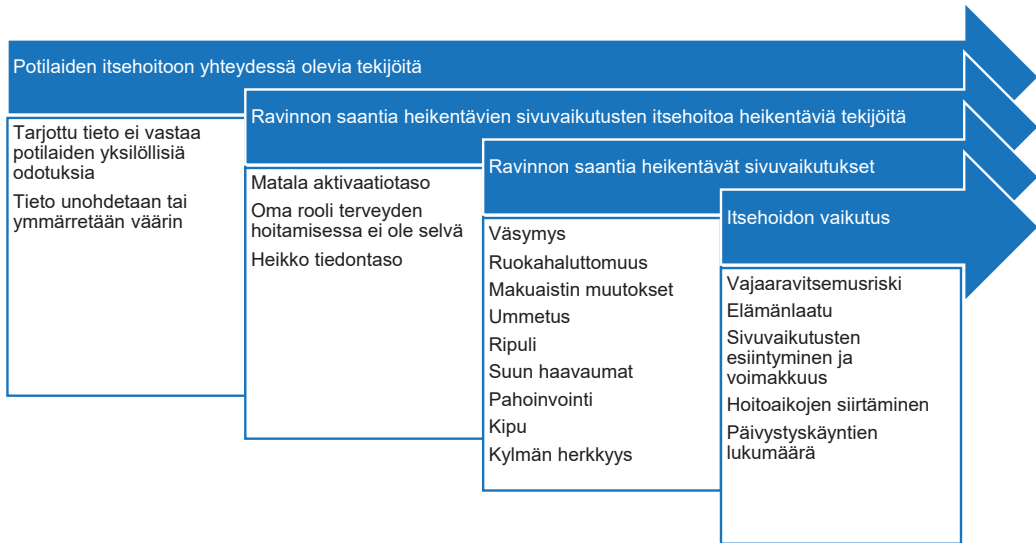 Potilaiden itsehoitoon yhteydessä olevia tekijöitä
Tarjottu tieto ei vastaa
potilaiden yksilöllisiä
odotuksia
Tieto unohdetaan tai
ymmärretään väärin
Ravinnon saantia heikentävien sivuvaikutusten itsehoitoa heikentäviä tekijöitä
Matala aktivaatiotaso
Oma rooli terveyden
hoitamisessa ei ole selvä
Heikko tiedontaso
Ravinnon saantia heikentävät sivuvaikutukset
Väsymys
Ruokahaluttomuus
Makuaistin muutokset
Ummetus
Ripuli
Suun haavaumat
Pahoinvointi
Kipu
Kylmän herkkyys
Itsehoidon vaikutus
Vajaaravitsemusriski
Elämänlaatu
Sivuvaikutusten
esiintyminen ja
voimakkuus
Hoitoaikojen siirtäminen
Päivystyskäyntien
lukumäärä